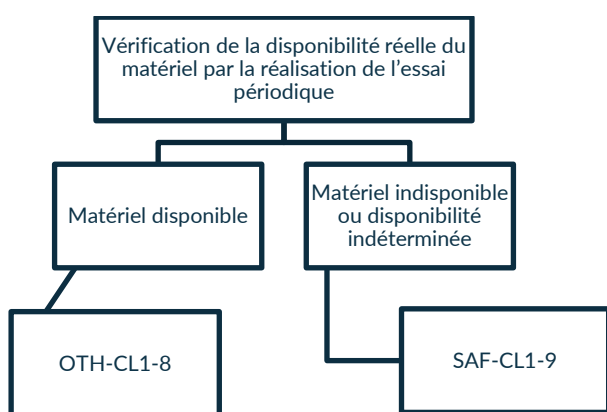 Vérification de la disponibilité réelle du
matériel par la réalisation de l’essai
périodique
Matériel disponible
Matériel indisponible
ou disponibilité
indéterminée
OTH-CL1-8
SAF-CL1-9